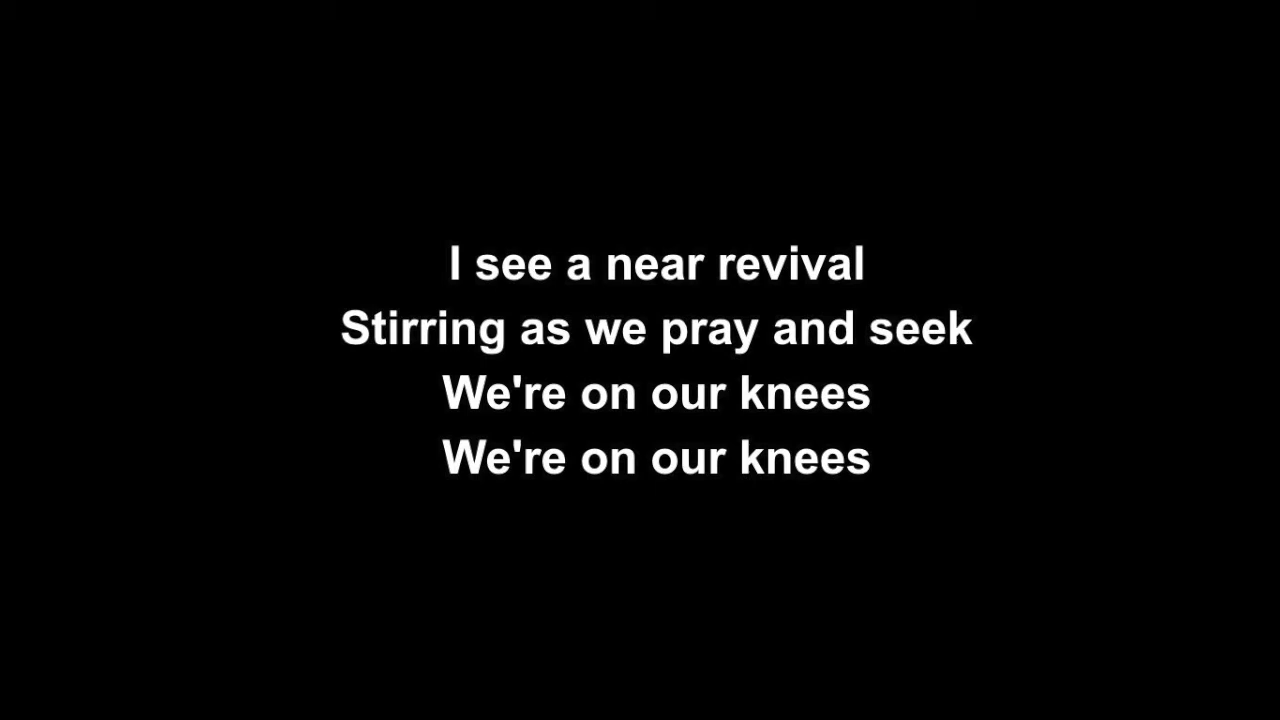 I see a near revival
Stirring as we pray and seek
We're on our knees
We're on our knees